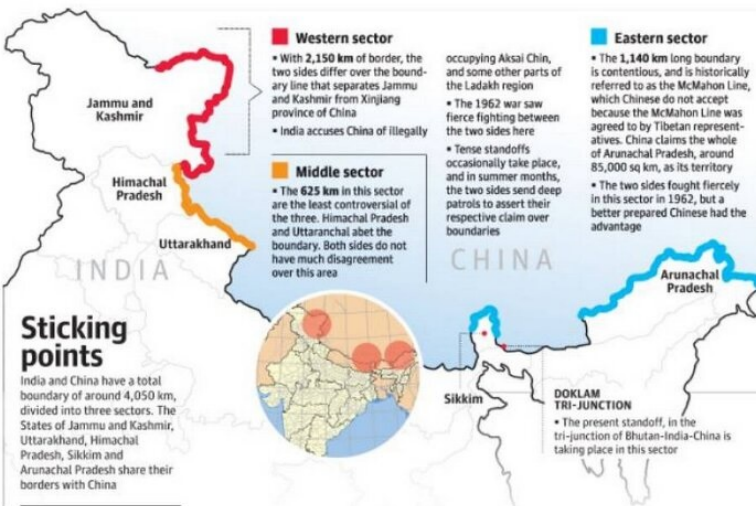 Western sector
• With 2,150 km of border, the
two sides differ over the bound-
ary line that separates Jammu
and Kashmir from Xinjiang
province of China
• India accuses China of illegally
occupying Aksai Chin,
and some other parts of
the Ladakh region
• The 1962 war saw
fierce fighting between
the two sides here
• Tense standoffs
occasionally take place,
and in summer months,
the two sides send deep
patrols to assert their
respective claim over
boundaries
Middle sector
• The 625 km in this sector
are the least controversial of
the three. Himachal Pradesh
and Uttaranchal abet the
boundary. Both sides do not
have much disagreement
over this area
Eastern sector
• The 1,140 km long boundary
is contentious, and is historically
referred to as the McMahon Line,
which Chinese do not accept
because the McMahon Line was
agreed to by Tibetan represent-
atives. China claims the whole
of Arunachal Pradesh, around
85,000 sq km, as its territory
• The two sides fought fiercely
in this sector in 1962, but a
better prepared Chinese had the
advantage
Jammu and
Kashmir
Himachal
Pradesh
Uttarakhand
INDIA
CHINA
Arunachal
Pradesh
Sikkim
Sticking
points
India and China have a total
boundary of around 4,050 km,
divided into three sectors. The
States of Jammu and Kashmir,
Uttarakhand, Himachal
Pradesh, Sikkim and
Arunachal Pradesh share their
borders with China
DOKLAM
TRI-JUNCTION
• The present standoff, in the
tri-junction of Bhutan-India-China is
taking place in this sector